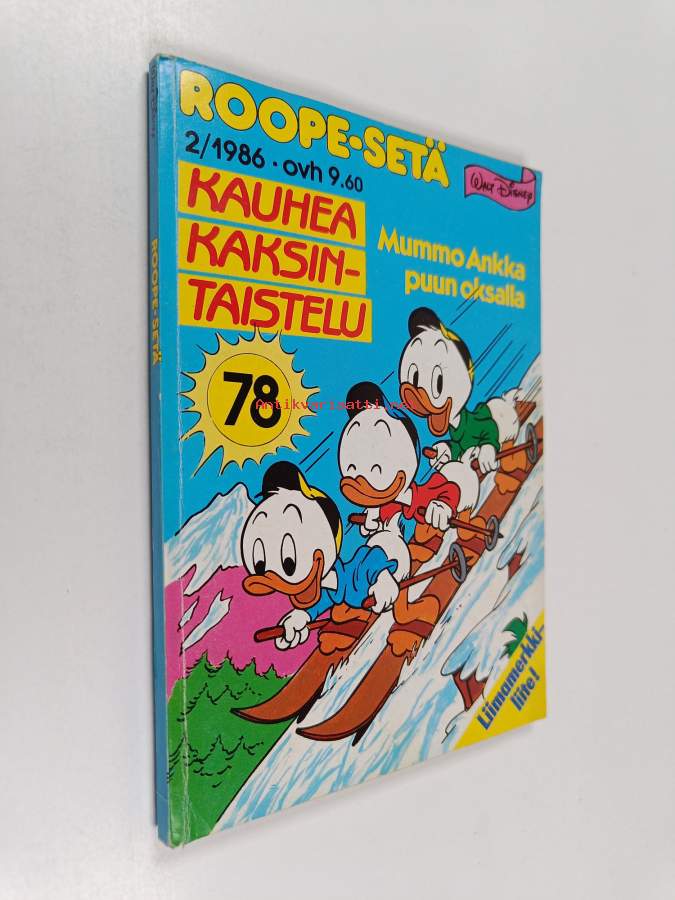 ROOPE-SETÄ
2/1986 · ovh 9.60
WALT DISNEY
KAUHEA
KAKSIN-
TAISTELU
Mummo Ankka
puun oksalla
78
Antikvariaatti.net
Liimamerkki-
liite!
ROOPE-SETÄ